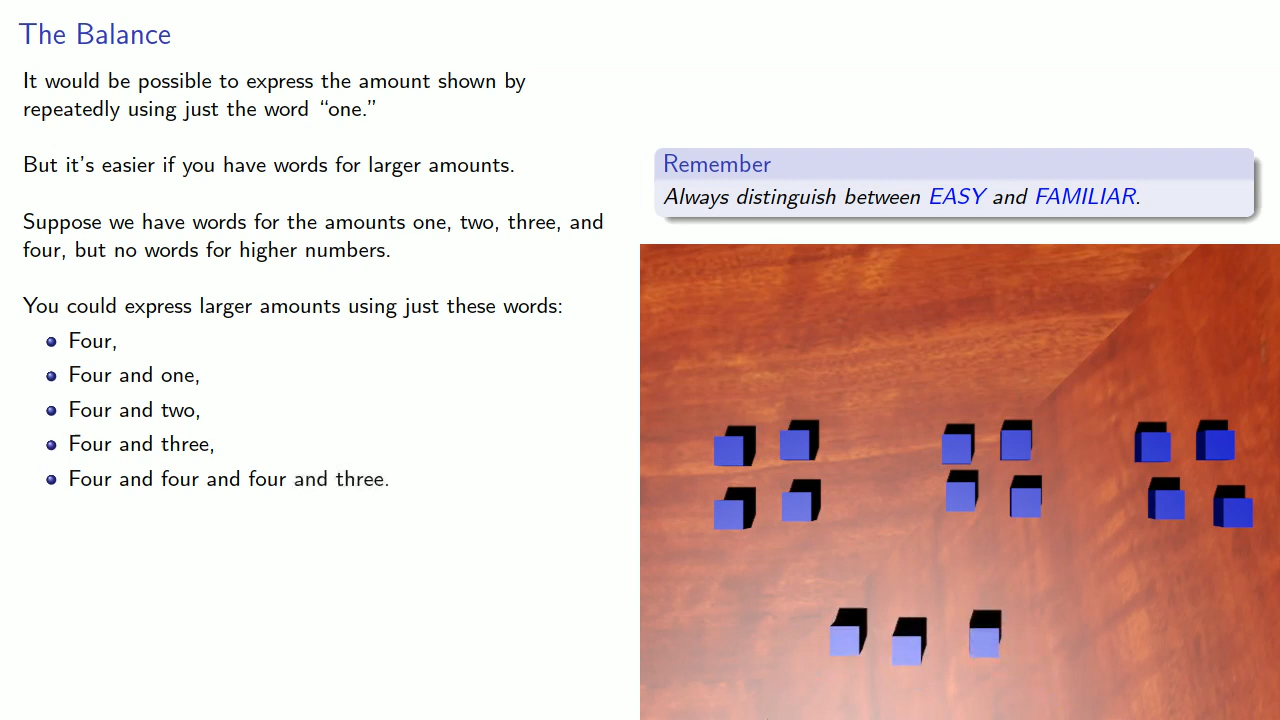 The Balance
It would be possible to express the amount shown by
repeatedly using just the word “one.”
But it’s easier if you have words for larger amounts.
Suppose we have words for the amounts one, two, three, and
four, but no words for higher numbers.
You could express larger amounts using just these words:
Four,
Four and one,
Four and two,
Four and three,
Four and four and four and three.
Remember
Always distinguish between EASY and FAMILIAR.